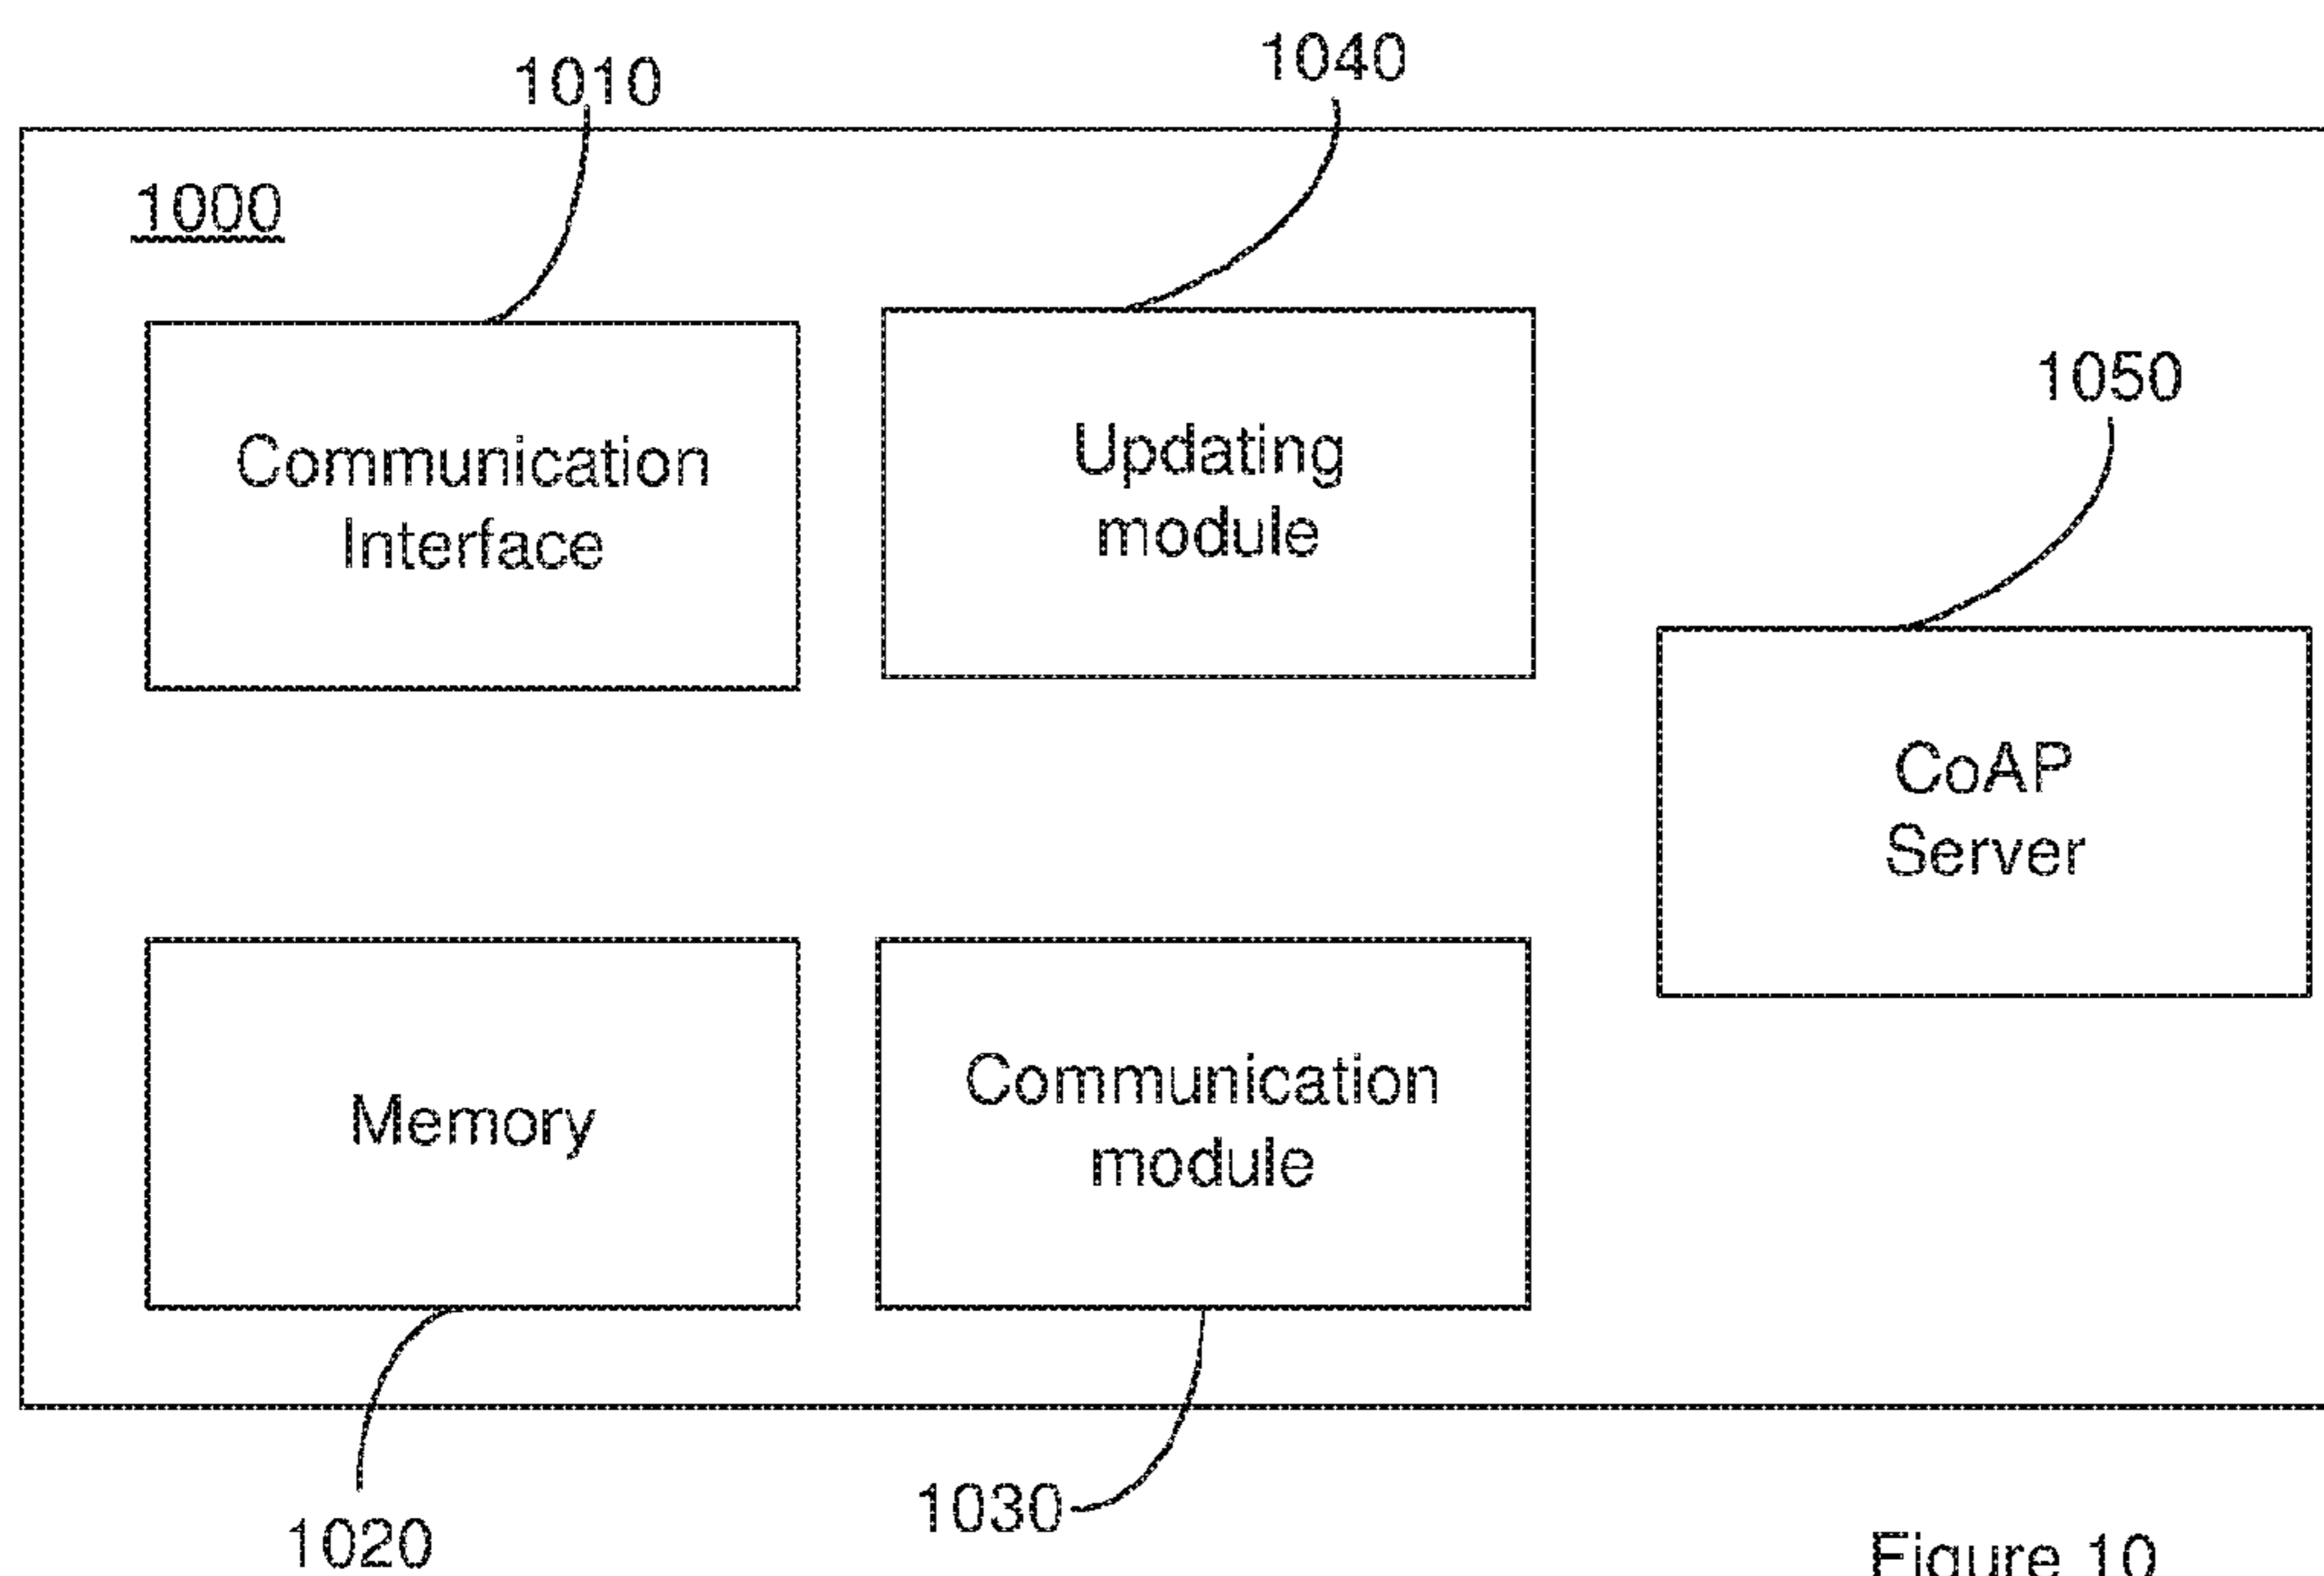 1010
1040
1000
1050
Communication
Interface
Updating
module
CoAP
Server
Memory
Communication
module
1020
1030
Figure 10